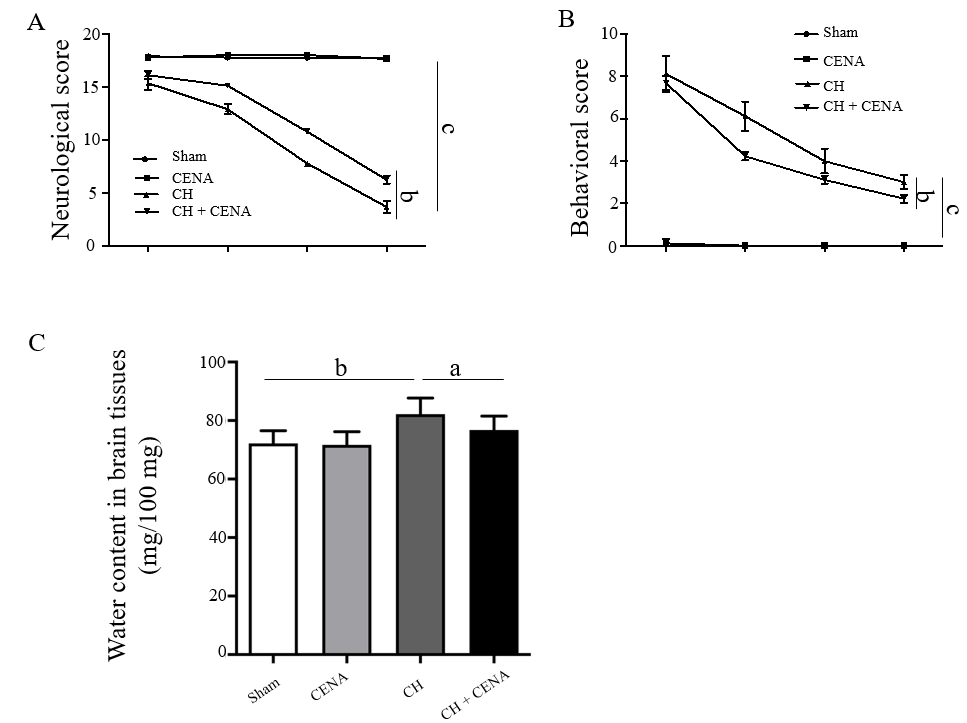 A
Neurological score
20
15
10
5
0
Sham
CENA
CH
CH + CENA
b
c
B
Behavioral score
10
8
6
4
2
0
Sham
CENA
CH
CH + CENA
b
c
C
Water content in brain tissues
(mg/100 mg)
100
80
60
40
20
0
b
a
Sham
CENA
CH
CH + CENA